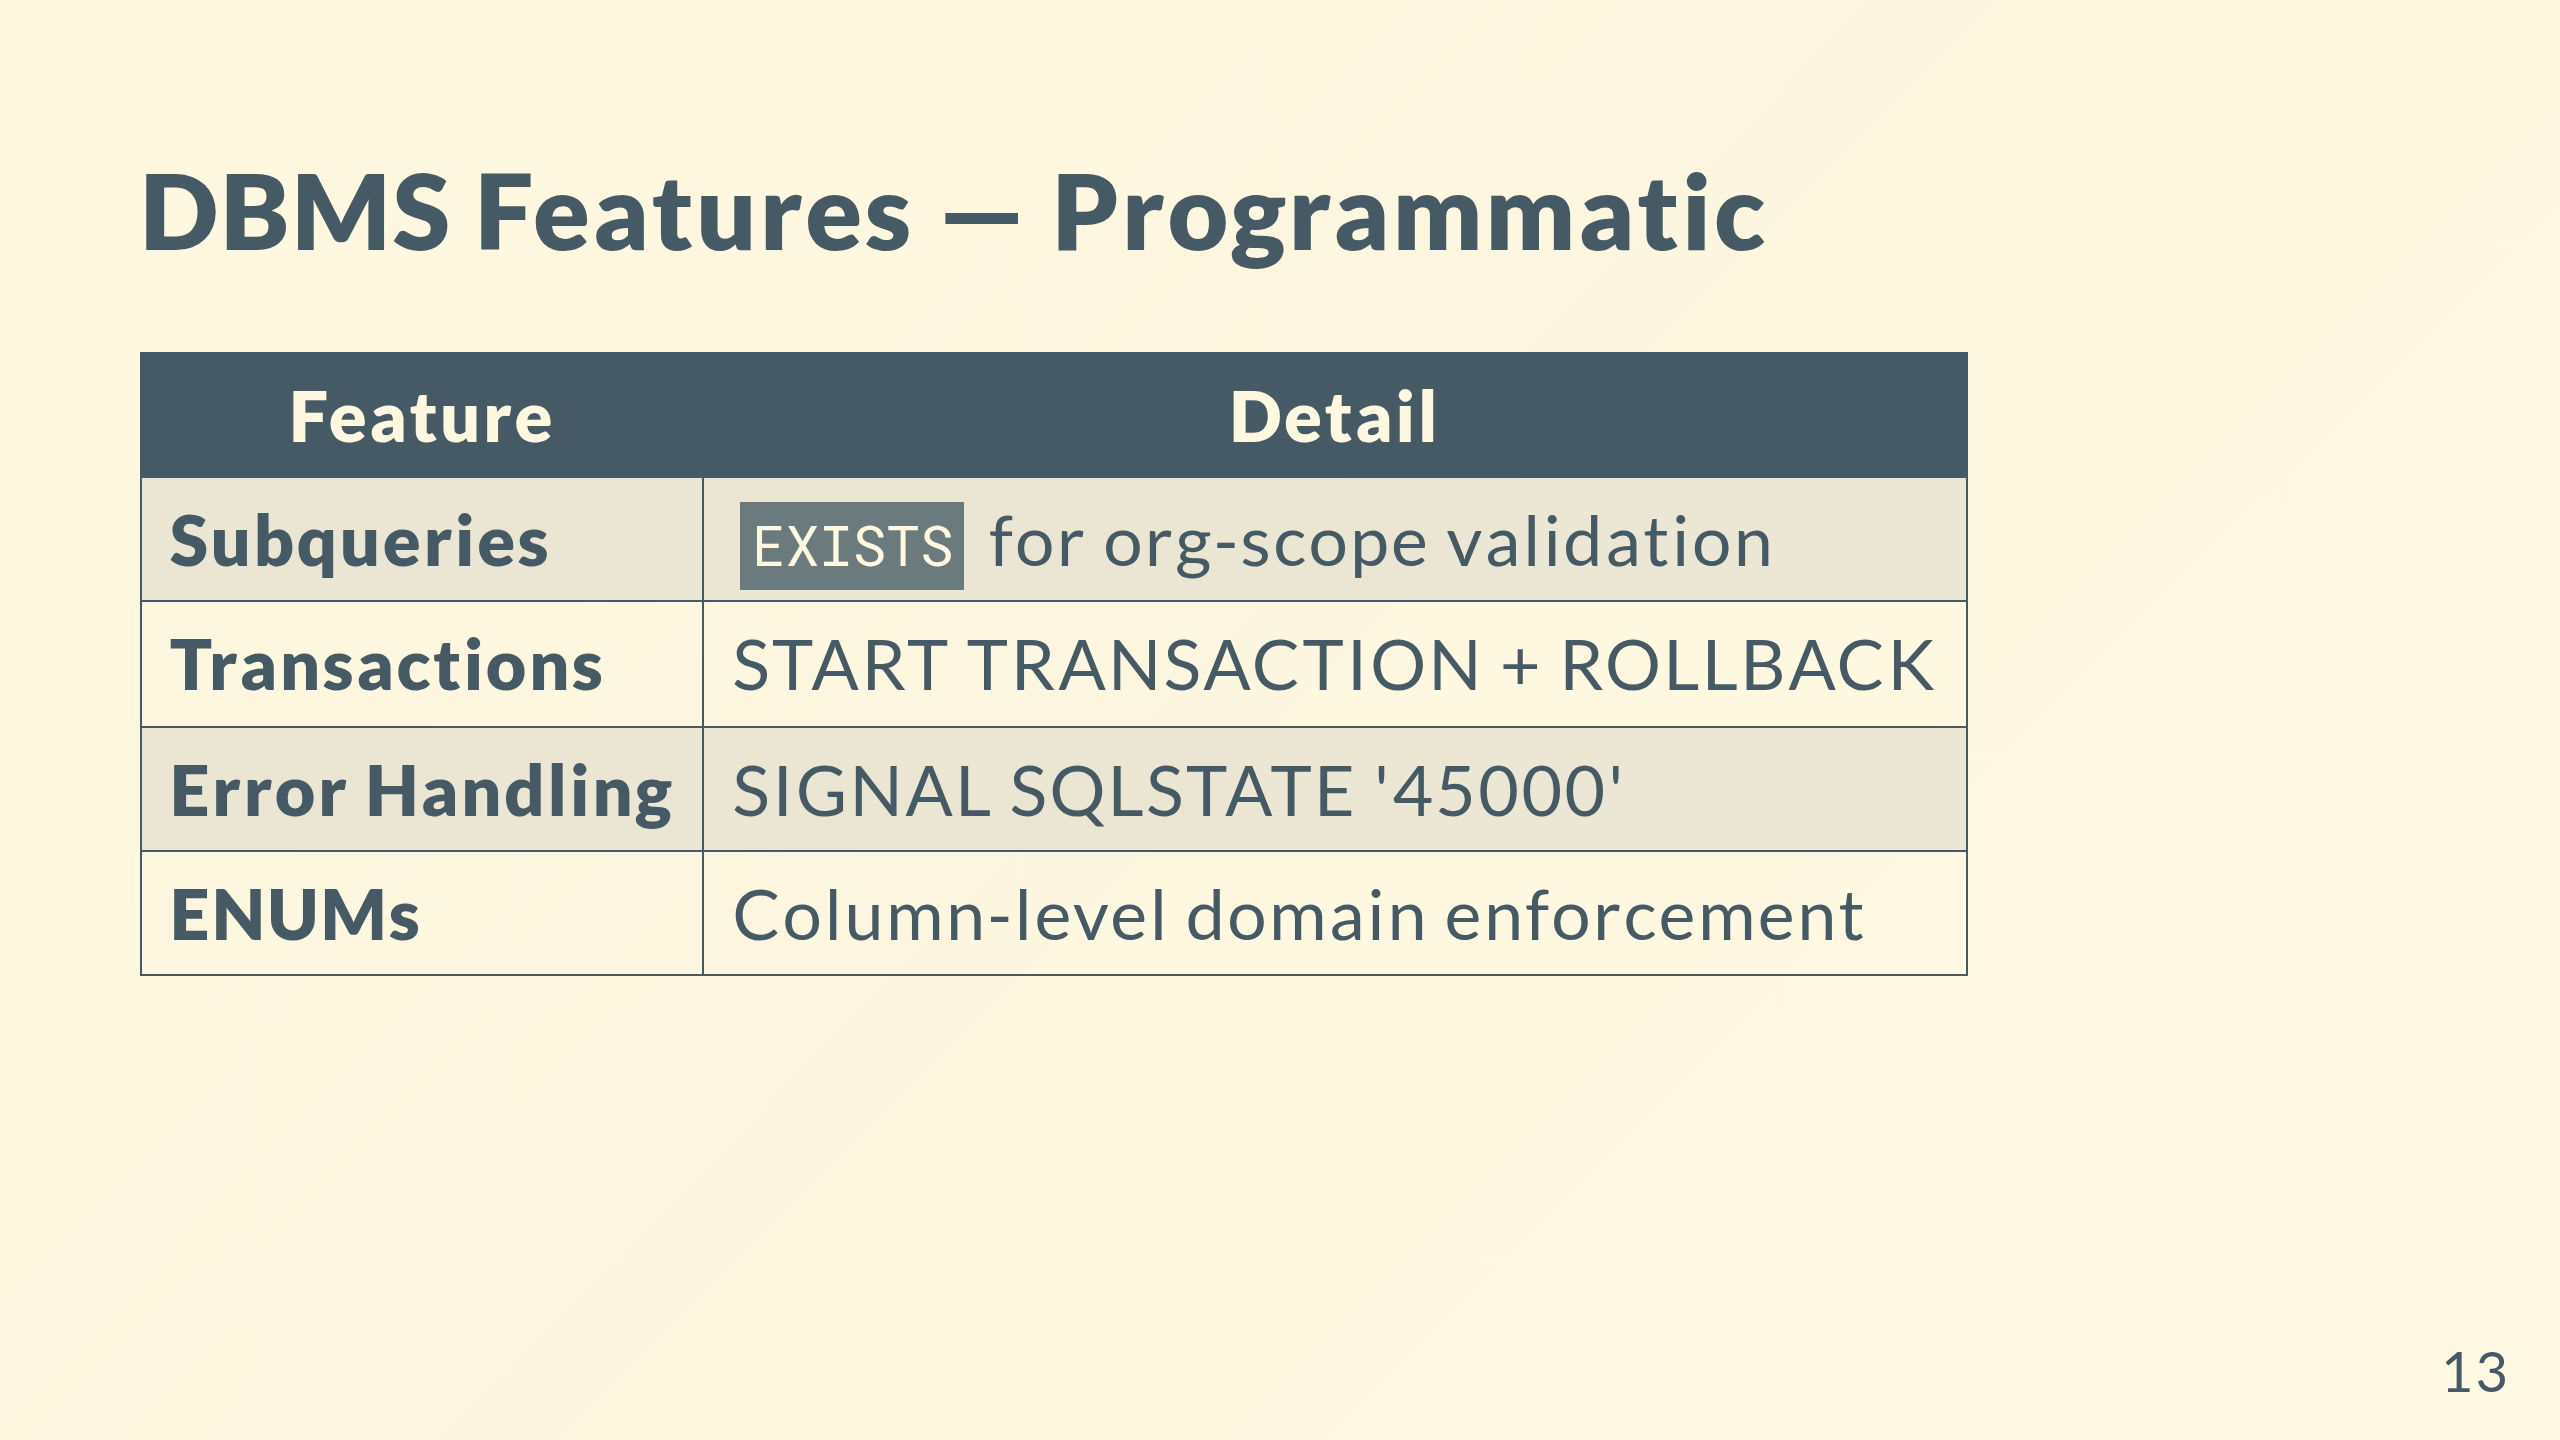 DBMS Features — Programmatic
Feature Detail
Subqueries EXISTS for org-scope validation
Transactions START TRANSACTION + ROLLBACK
Error Handling SIGNAL SQLSTATE '45000'
ENUMs Column-level domain enforcement
13